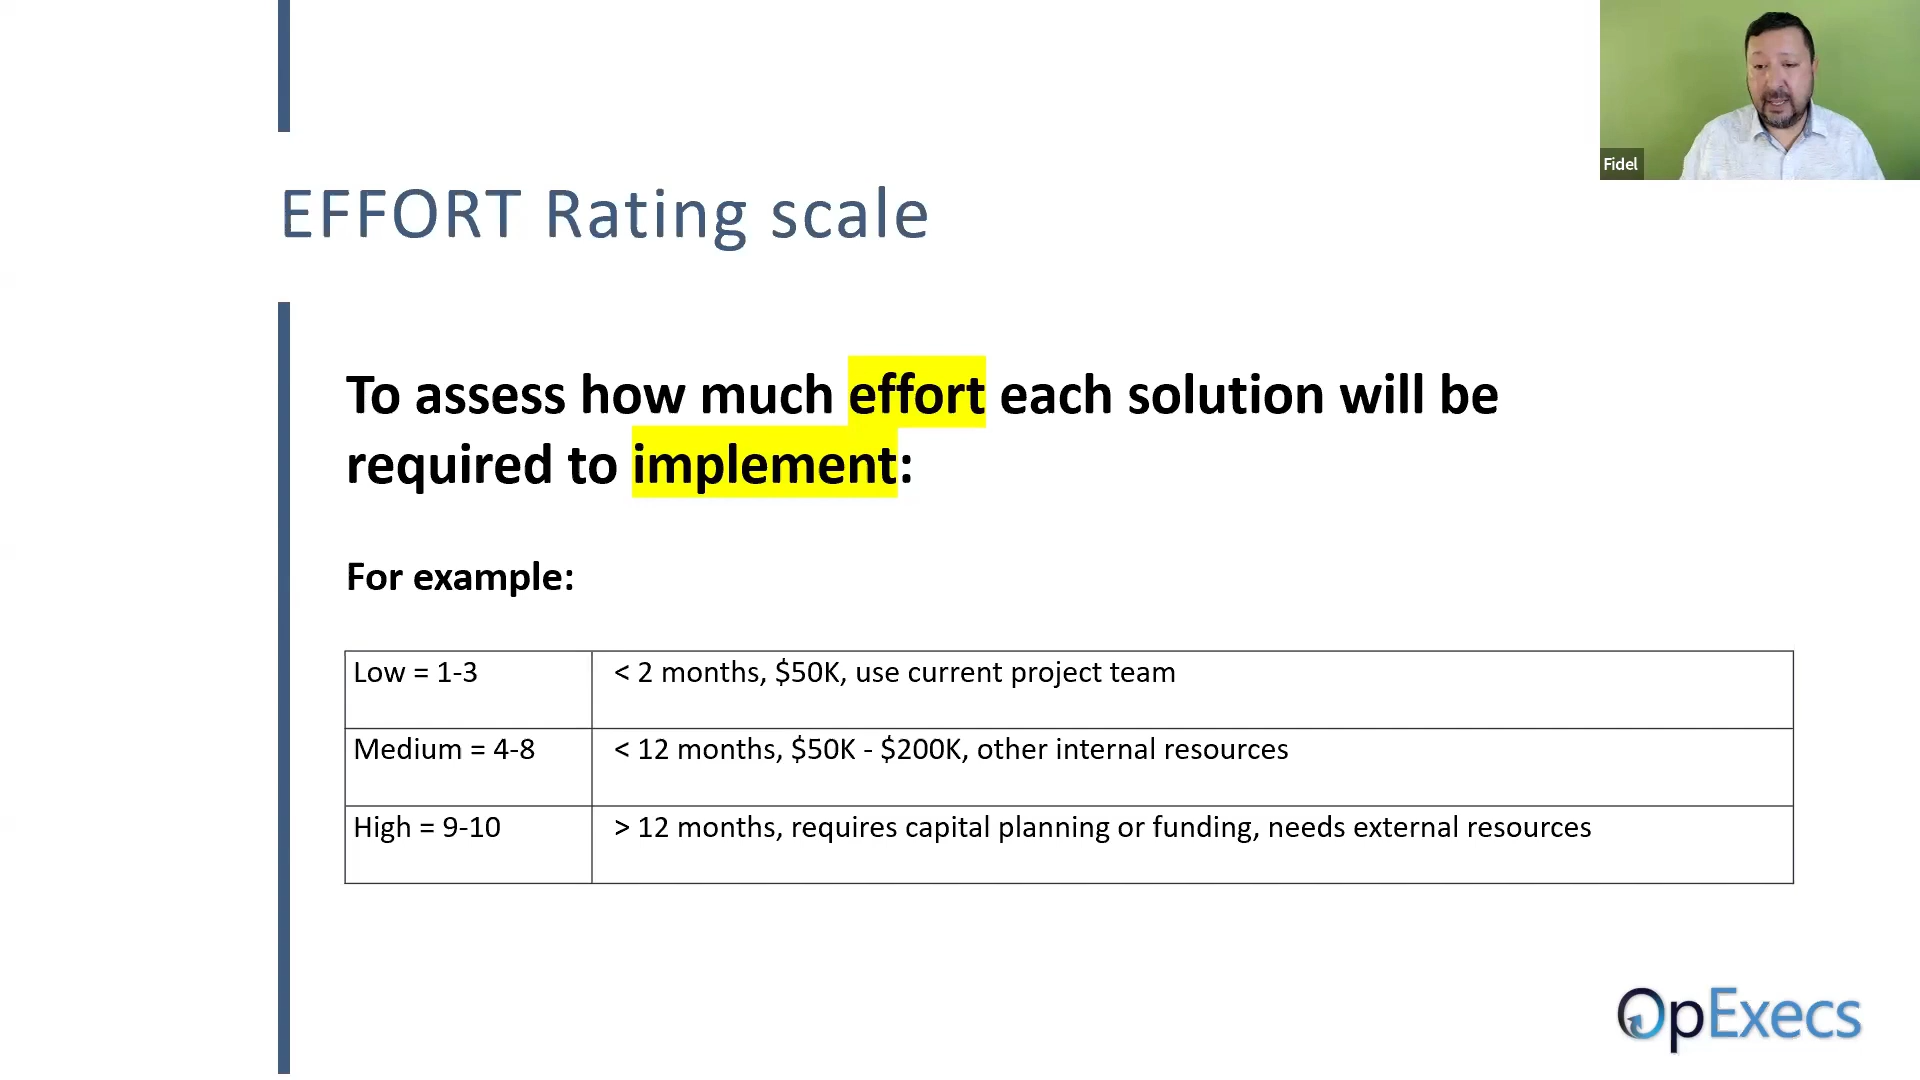 Fidel
EFFORT Rating scale
To assess how much effort each solution will be
required to implement:
For example:
Low = 1-3
< 2 months, $50K, use current project team
Medium = 4-8
< 12 months, $50K - $200K, other internal resources
High = 9-10
> 12 months, requires capital planning or funding, needs external resources
OpExecs